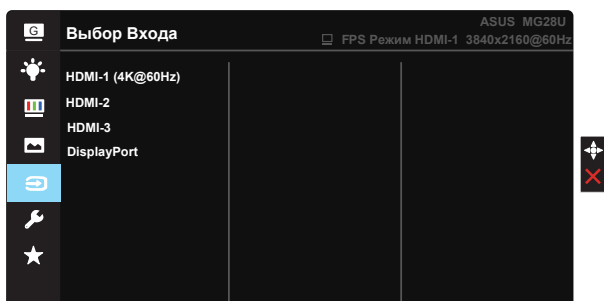 G
ASUS MG28U
Выбор Входа
FPS Режим HDMI-1 3840x2160@60Hz
HDMI-1 (4K@60Hz)
HDMI-2
HDMI-3
DisplayPort